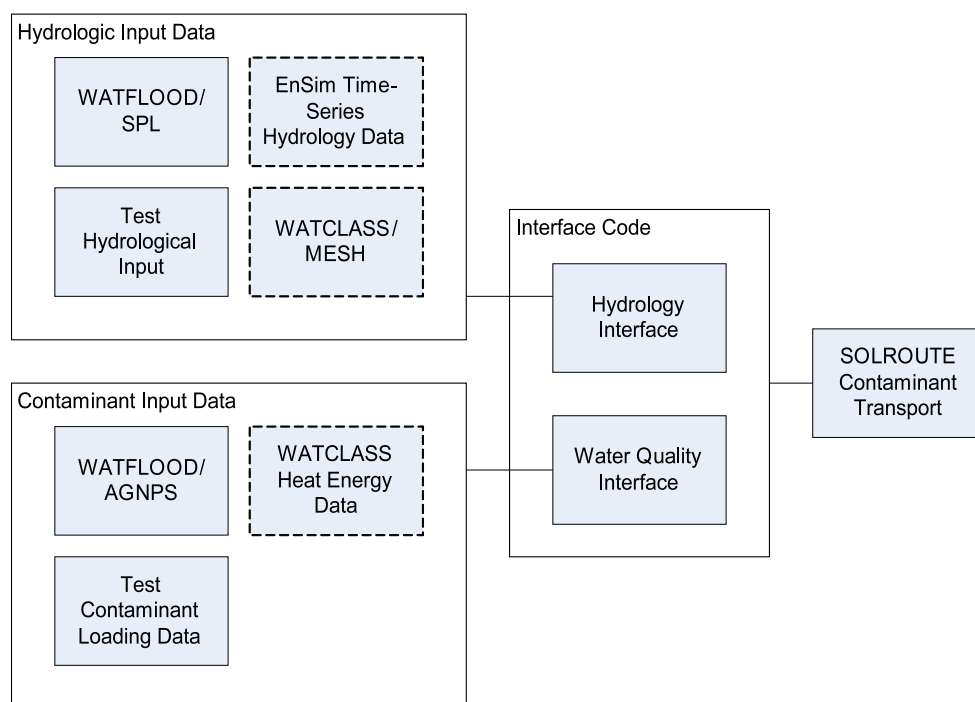 Hydrologic Input Data
WATFLOOD/
SPL
EnSim Time-
Series
Hydrology Data
Test
Hydrological
Input
WATCLASS/
MESH
Contaminant Input Data
WATFLOOD/
AGNPS
WATCLASS
Heat Energy
Data
Test
Contaminant
Loading Data
Interface Code
Hydrology
Interface
Water Quality
Interface
SOLROUTE
Contaminant
Transport